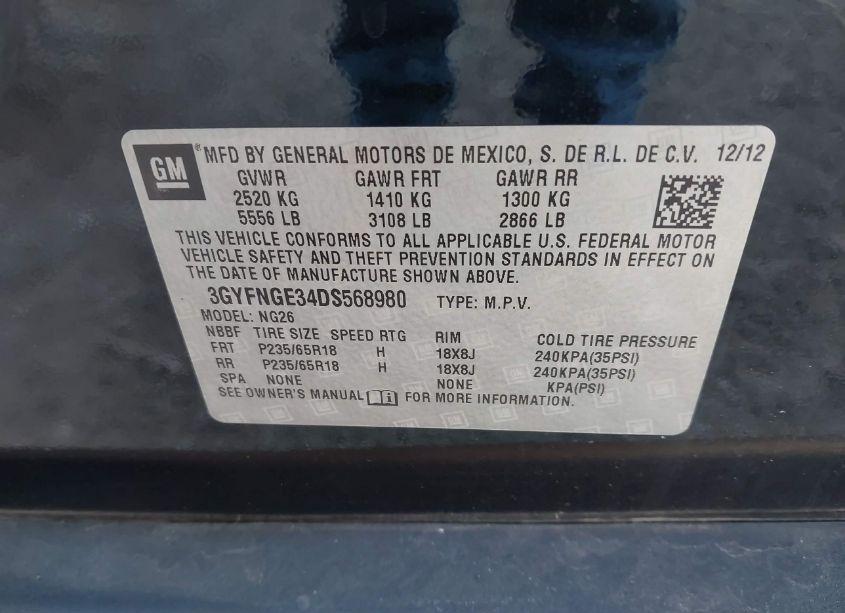 GM ® MFD BY GENERAL MOTORS DE MEXICO, S. DE R.L. DE C.V. 12/12
GVWR GAWR FRT GAWR RR
2520 KG 1410 KG 1300 KG
5556 LB 3108 LB 2866 LB
THIS VEHICLE CONFORMS TO ALL APPLICABLE U.S. FEDERAL MOTOR
VEHICLE SAFETY AND THEFT PREVENTION STANDARDS IN EFFECT ON
THE DATE OF MANUFACTURE SHOWN ABOVE.
3GYFNGE34DS568980 TYPE: M.P.V.
MODEL: NG26
NBBF TIRE SIZE SPEED RTG RIM COLD TIRE PRESSURE
FRT P235/65R18 H 18X8J 240KPA(35PSI)
RR P235/65R18 H 18X8J 240KPA(35PSI)
SPA NONE NONE KPA(PSI)
SEE OWNER'S MANUAL FOR MORE INFORMATION.